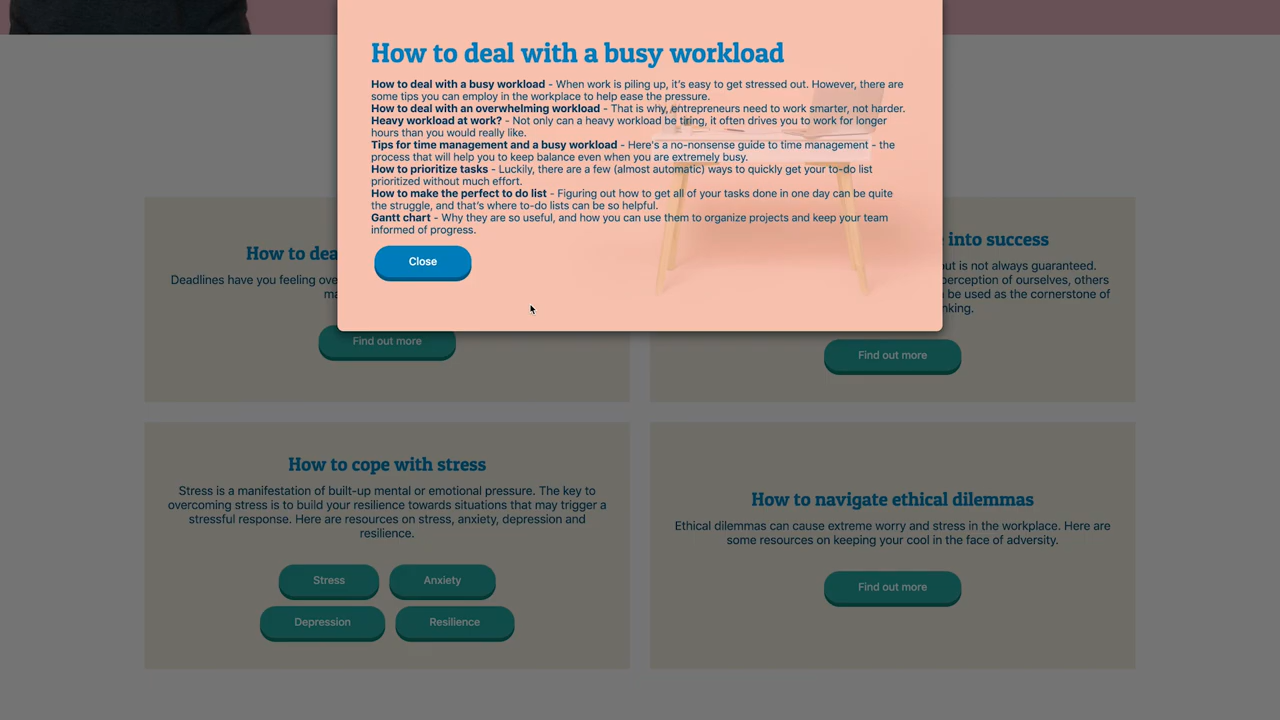 How to deal with a busy workload
How to deal with a busy workload - When work is piling up, it's easy to get stressed out. However, there are
some tips you can employ in the workplace to help ease the pressure.
How to deal with an overwhelming workload - That is why, entrepreneurs need to work smarter, not harder.
Heavy workload at work? - Not only can a heavy workload be tiring, it often drives you to work for longer
hours than you would really like.
Tips for time management and a busy workload - Here's a no-nonsense guide to time management - the
process that will help you to keep balance even when you are extremely busy.
How to prioritize tasks - Luckily, there are a few (almost automatic) ways to quickly get your to-do list
prioritized without much effort.
How to make the perfect to do list - Figuring out how to get all of your tasks done in one day can be quite
the struggle, and that's where to-do lists can be so helpful.
Gantt chart - Why they are so useful, and how you can use them to organize projects and keep your team
informed of progress.
Close
How to dea
Deadlines have you feeling ove
ma
Find out more
into success
ut is not always guaranteed.
perception of ourselves, others
be used as the cornerstone of
nking.
Find out more
How to cope with stress
Stress is a manifestation of built-up mental or emotional pressure. The key to
overcoming stress is to build your resilience towards situations that may trigger a
stressful response. Here are resources on stress, anxiety, depression and
resilience.
Stress
Anxiety
Depression
Resilience
How to navigate ethical dilemmas
Ethical dilemmas can cause extreme worry and stress in the workplace. Here are
some resources on keeping your cool in the face of adversity.
Find out more